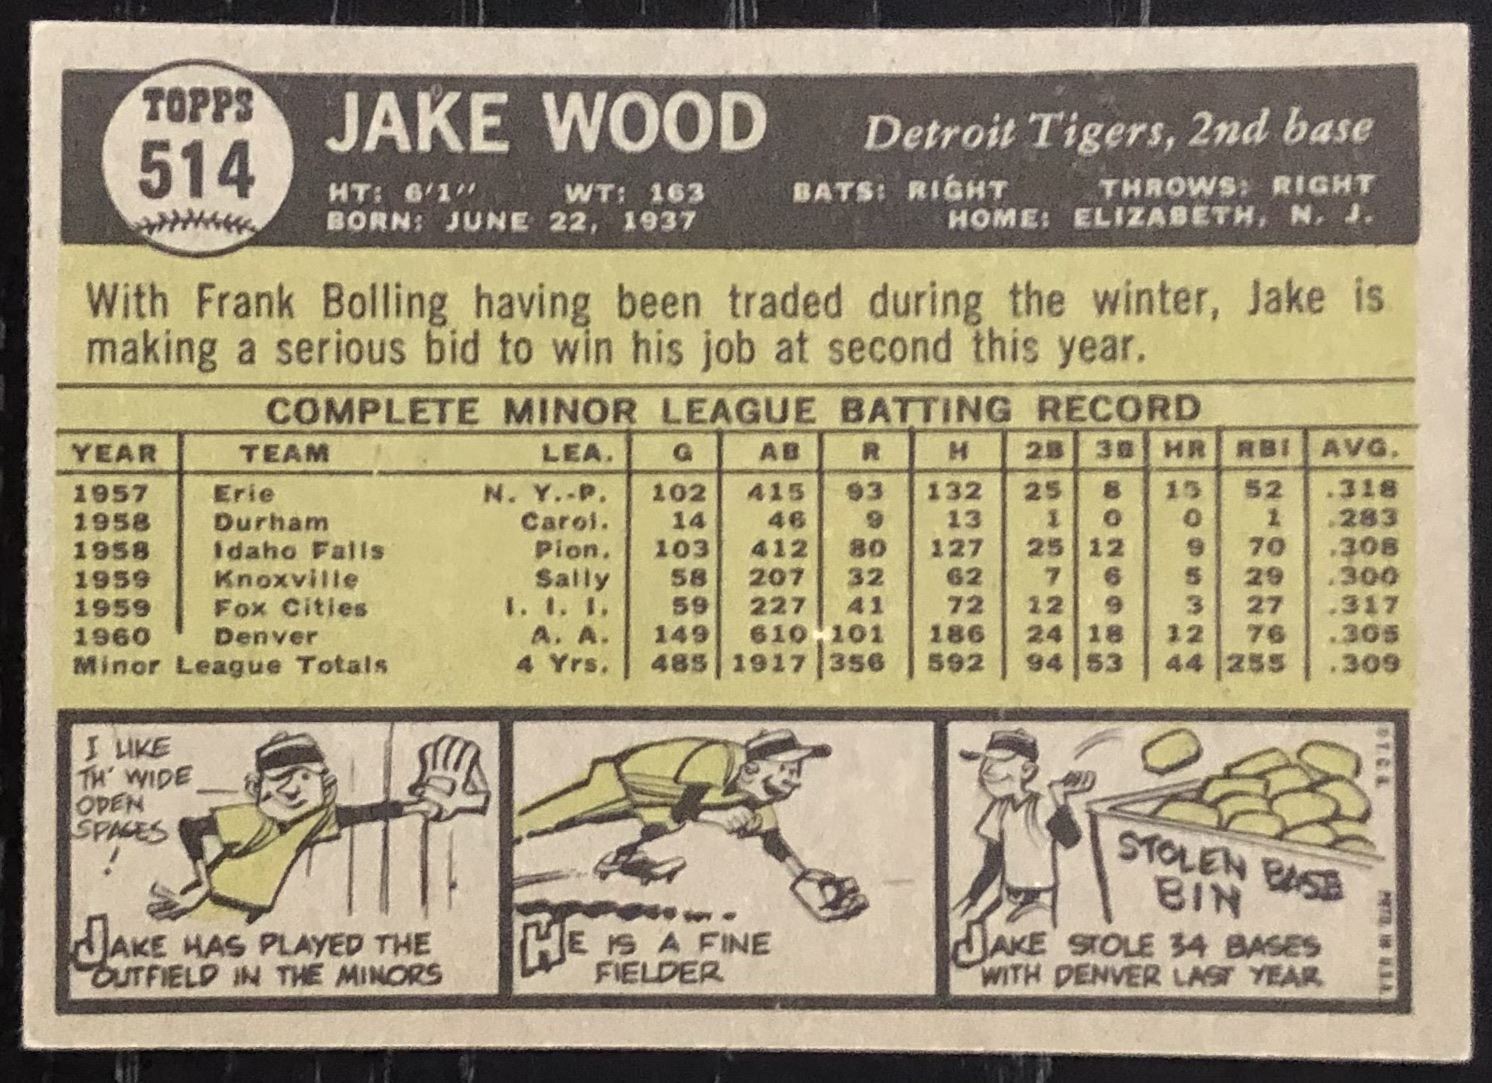 TOPPS
514
JAKE WOOD
Detroit Tigers, 2nd base
HT: 6'1" WT: 163 BATS: RIGHT THROWS: RIGHT
BORN: JUNE 22, 1937 HOME: ELIZABETH, N. J.
With Frank Bolling having been traded during the winter, Jake is
making a serious bid to win his job at second this year.
COMPLETE MINOR LEAGUE BATTING RECORD
YEAR TEAM LEA. G AB R H 2B 3B HR RBI AVG.
1957 Erie N. Y.-P. 102 415 93 132 25 8 15 52 .318
1958 Durham Carol. 14 46 9 13 1 0 0 1 .283
1958 Idaho Falls Pion. 103 412 80 127 25 12 9 70 .308
1959 Knoxville Sally 58 207 32 62 7 6 5 29 .300
1959 Fox Cities I. I. I. 59 227 41 72 12 9 3 27 .317
1960 Denver A. A. 149 610 101 186 24 18 12 76 .305
Minor League Totals 4 Yrs. 485 1917 356 592 94 53 44 255 .309
I LIKE
TH' WIDE
OPEN
SPACES
!
JAKE HAS PLAYED THE
OUTFIELD IN THE MINORS
HE IS A FINE
FIELDER
STOLEN BASE
BIN
JAKE STOLE 34 BASES
WITH DENVER LAST YEAR
PRTD. IN U.S.A.